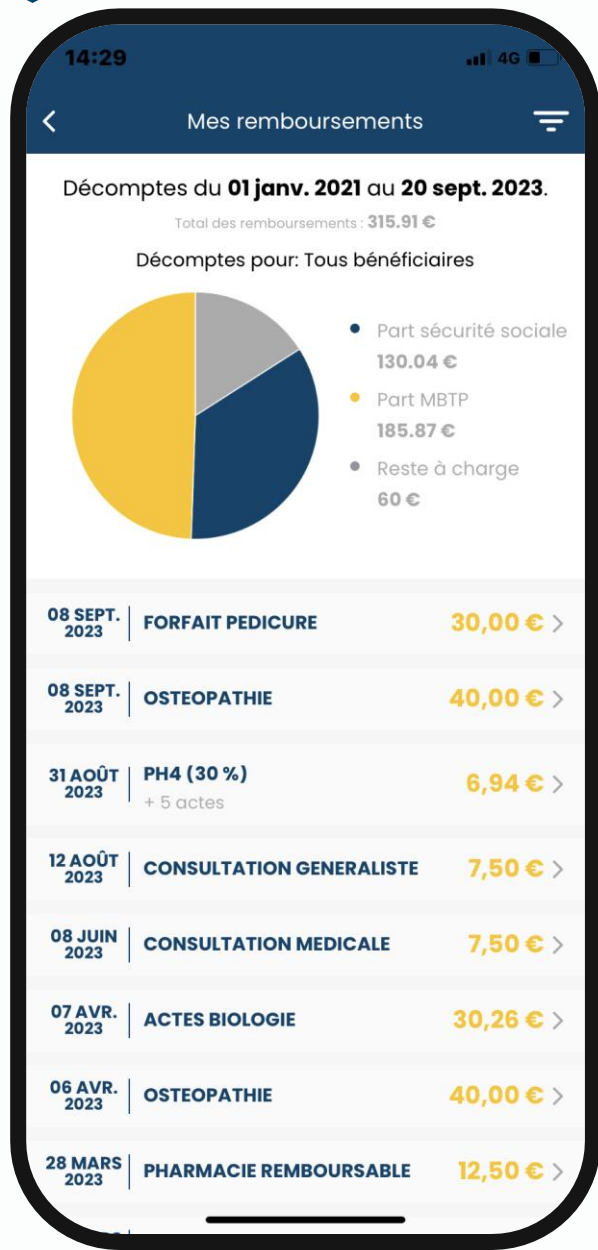 14:29
4G
Mes remboursements
Décomptes du 01 janv. 2021 au 20 sept. 2023.
Total des remboursements : 315.91 €
Décomptes pour: Tous bénéficiaires
Part sécurité sociale
130.04 €
Part MBTP
185.87 €
Reste à charge
60 €
08 SEPT.
2023
FORFAIT PEDICURE
30,00 €
08 SEPT.
2023
OSTEOPATHIE
40,00 €
31 AOÛT
2023
PH4 (30 %)
+ 5 actes
6,94 €
12 AOÛT
2023
CONSULTATION GENERALISTE
7,50 €
08 JUIN
2023
CONSULTATION MEDICALE
7,50 €
07 AVR.
2023
ACTES BIOLOGIE
30,26 €
06 AVR.
2023
OSTEOPATHIE
40,00 €
28 MARS
2023
PHARMACIE REMBOURSABLE
12,50 €